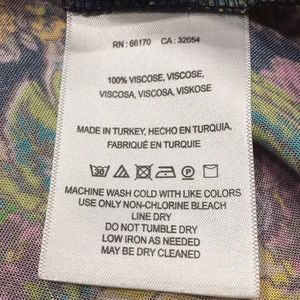 RN : 66170 CA : 32054
100% VISCOSE, VISCOSE,
VISCOSA, VISCOSA, VISKOSE
MADE IN TURKEY, HECHO EN TURQUIA,
FABRIQUÉ EN TURQUIE
30 P
MACHINE WASH COLD WITH LIKE COLORS
USE ONLY NON-CHLORINE BLEACH
LINE DRY
DO NOT TUMBLE DRY
LOW IRON AS NEEDED
MAY BE DRY CLEANED